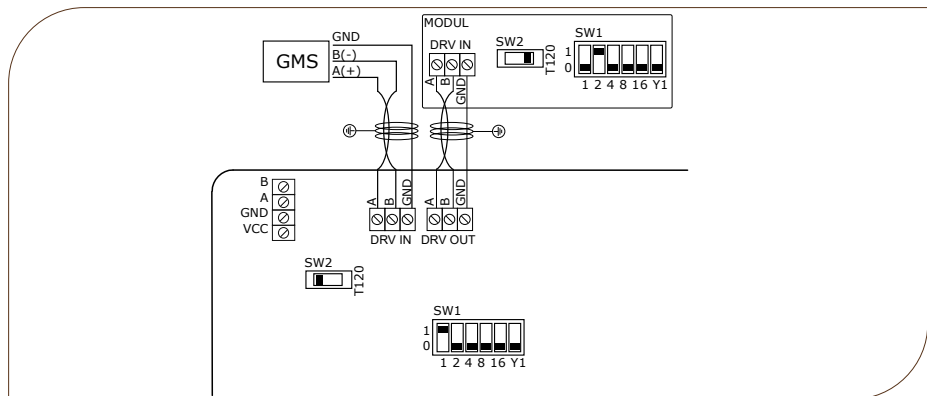 MODUL
GND
B(-)
A(+)
GMS
DRV IN
A
B
GND
SW2
T120
SW1
1
0
1 2 4 8 16 Y1
B
A
GND
VCC
A
B
GND
DRV IN
A
B
GND
DRV OUT
SW2
T120
SW1
1
0
1 2 4 8 16 Y1